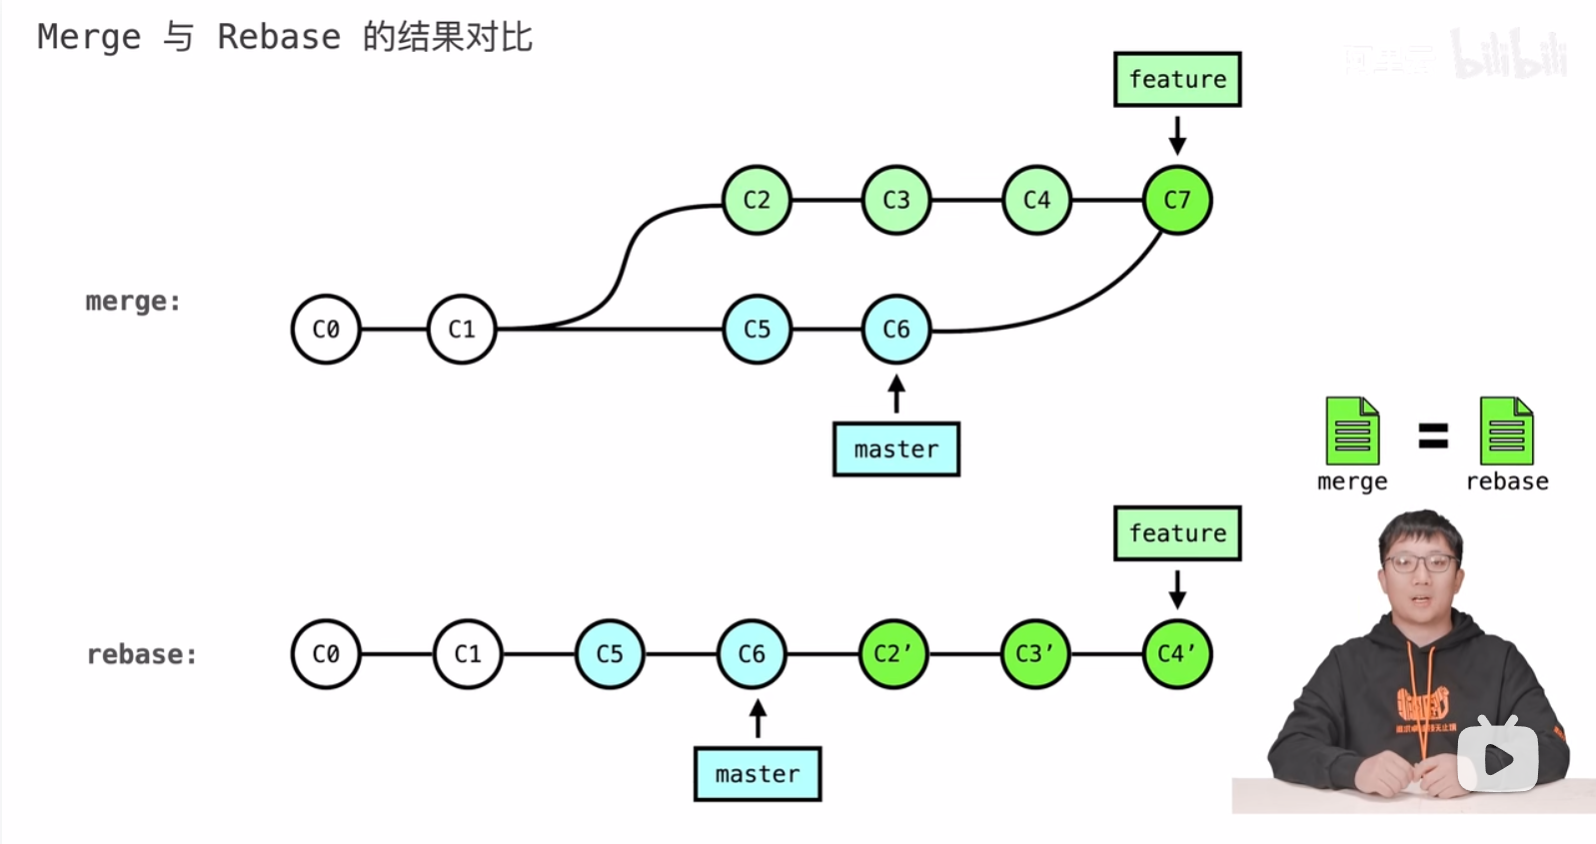 Merge 与 Rebase 的结果对比
bilibili
feature
C2 C3 C4 C7
merge:
C0 C1 C5 C6
master
merge = rebase
feature
rebase:
C0 C1 C5 C6 C2’ C3’ C4’
master